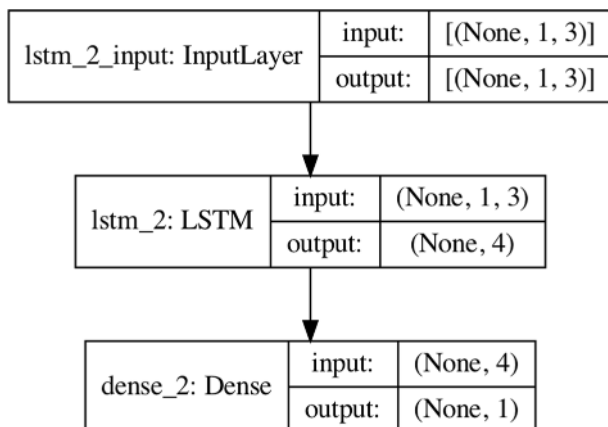 lstm_2_input: InputLayer
input: [(None, 1, 3)]
output: [(None, 1, 3)]
lstm_2: LSTM
input: (None, 1, 3)
output: (None, 4)
dense_2: Dense
input: (None, 4)
output: (None, 1)